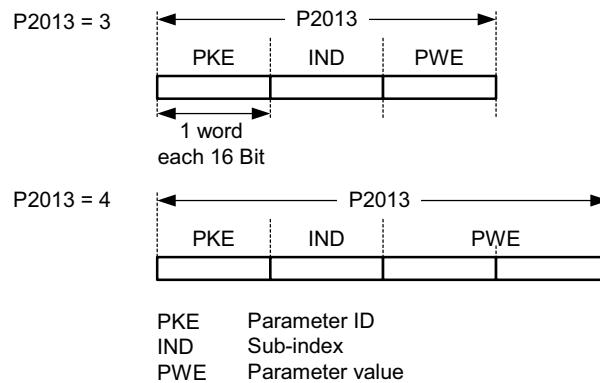 P2013 = 3 P2013
PKE IND PWE
1 word
each 16 Bit
P2013 = 4 P2013
PKE IND PWE
PKE Parameter ID
IND Sub-index
PWE Parameter value